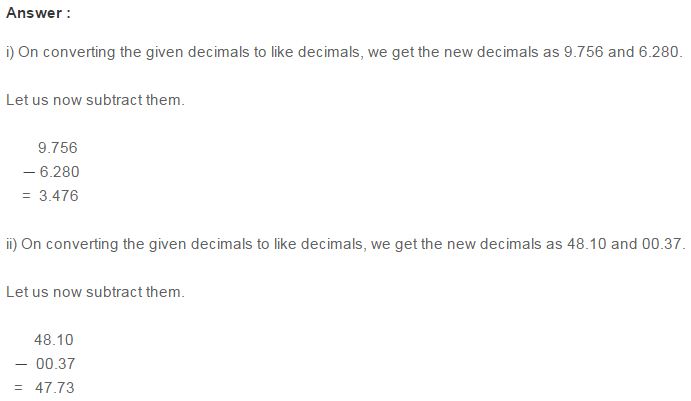 Answer :
i) On converting the given decimals to like decimals, we get the new decimals as 9.756 and 6.280.
Let us now subtract them.
9.756
— 6.280
= 3.476
ii) On converting the given decimals to like decimals, we get the new decimals as 48.10 and 00.37.
Let us now subtract them.
48.10
— 00.37
= 47.73